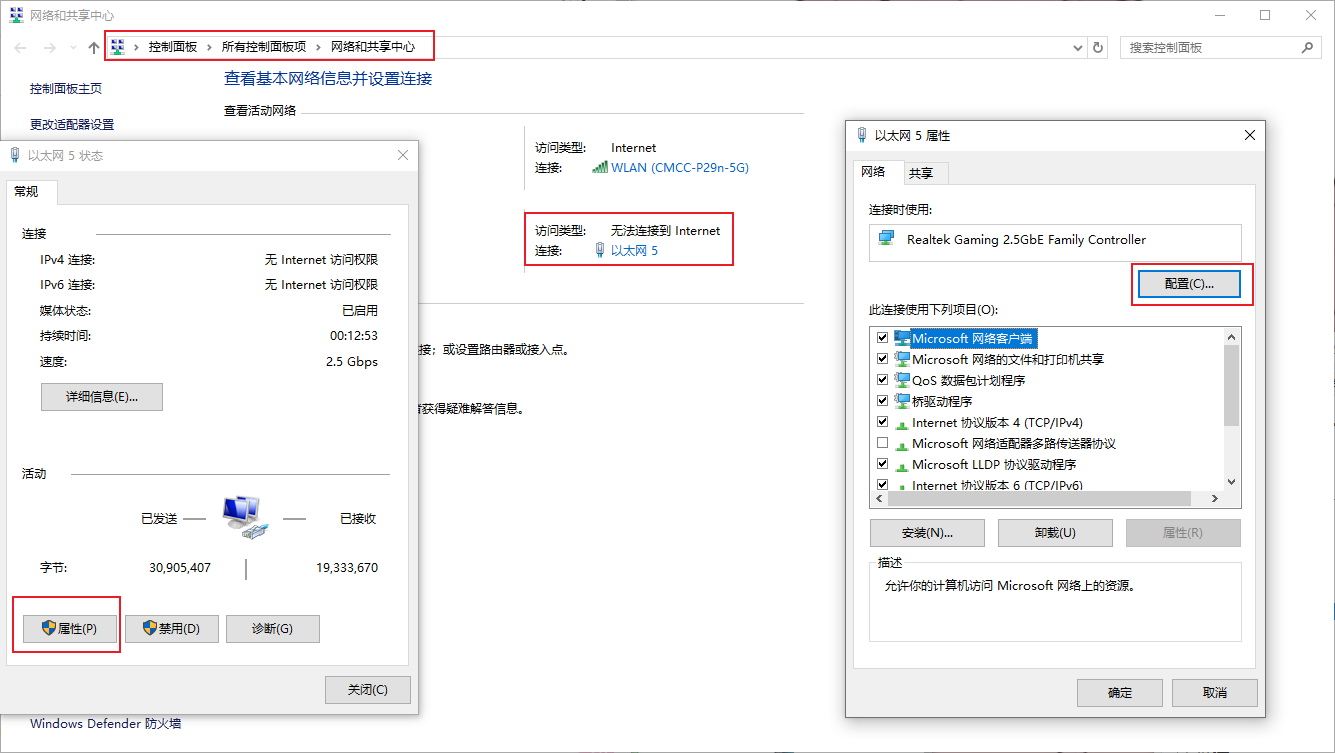 网络和共享中心
控制面板 › 所有控制面板项 › 网络和共享中心
搜索控制面板
控制面板主页
更改适配器设置
查看基本网络信息并设置连接
查看活动网络
访问类型: Internet
连接: WLAN (CMCC-P29n-5G)
访问类型: 无法连接到 Internet
连接: 以太网 5
接；或设置路由器或接入点。
获得疑难解答信息。
Windows Defender 防火墙
以太网 5 状态
常规
连接
IPv4 连接: 无 Internet 访问权限
IPv6 连接: 无 Internet 访问权限
媒体状态: 已启用
持续时间: 00:12:53
速度: 2.5 Gbps
详细信息(E)...
活动
已发送 已接收
字节: 30,905,407 19,333,670
属性(P) 禁用(D) 诊断(G)
关闭(C)
以太网 5 属性
网络 共享
连接时使用:
Realtek Gaming 2.5GbE Family Controller
配置(C)...
此连接使用下列项目(O):
Microsoft 网络客户端
Microsoft 网络的文件和打印机共享
QoS 数据包计划程序
桥驱动程序
Internet 协议版本 4 (TCP/IPv4)
Microsoft 网络适配器多路传送器协议
Microsoft LLDP 协议驱动程序
Internet 协议版本 6 (TCP/IPv6)
安装(N)... 卸载(U) 属性(R)
描述
允许你的计算机访问 Microsoft 网络上的资源。
确定 取消